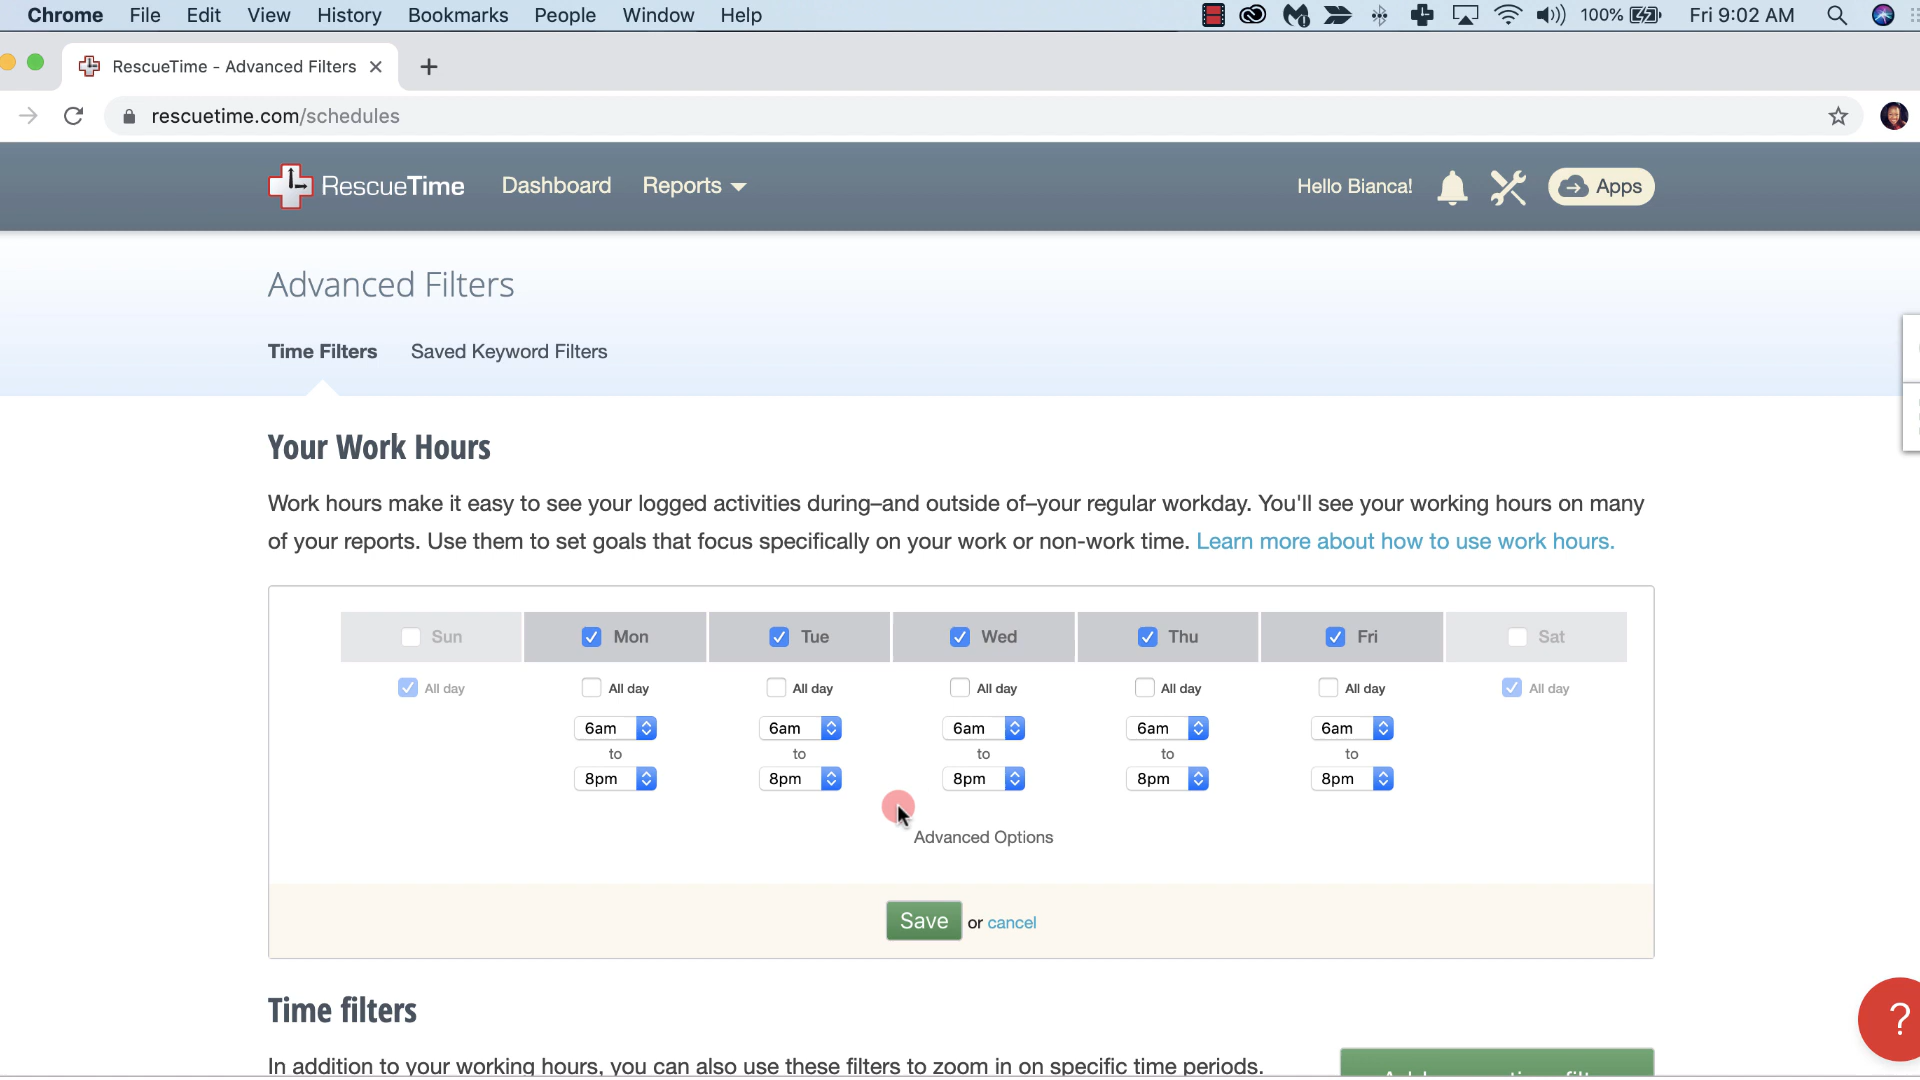 Chrome File Edit View History Bookmarks People Window Help 100% Fri 9:02 AM
RescueTime - Advanced Filters
rescuetime.com/schedules
RescueTime Dashboard Reports Hello Bianca! Apps
Advanced Filters
Time Filters Saved Keyword Filters
Your Work Hours
Work hours make it easy to see your logged activities during–and outside of–your regular workday. You'll see your working hours on many
of your reports. Use them to set goals that focus specifically on your work or non-work time. Learn more about how to use work hours.
Sun Mon Tue Wed Thu Fri Sat
All day All day All day All day All day All day All day
6am 6am 6am 6am 6am
to to to to to
8pm 8pm 8pm 8pm 8pm
Advanced Options
Save or cancel
Time filters
?
In addition to your working hours, you can also use these filters to zoom in on specific time periods.